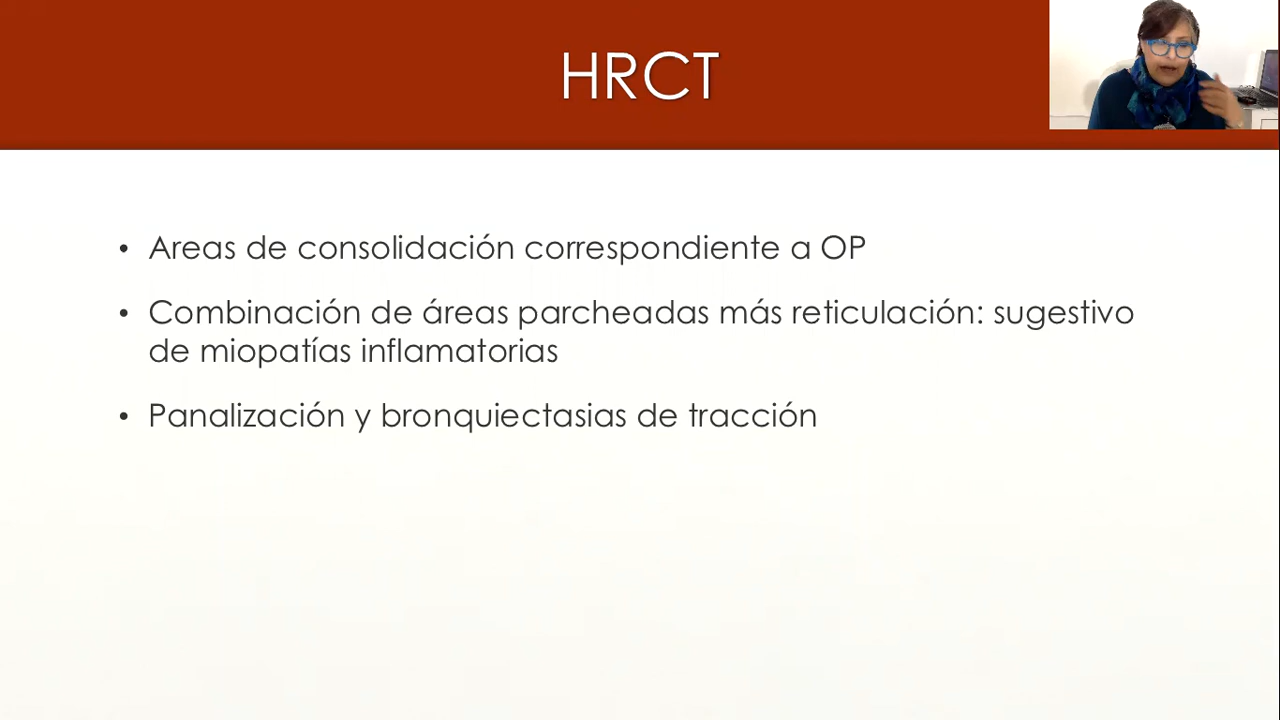 HRCT
• Areas de consolidación correspondiente a OP
• Combinación de áreas parcheadas más reticulación: sugestivo
de miopatías inflamatorias
• Panalización y bronquiectasias de tracción